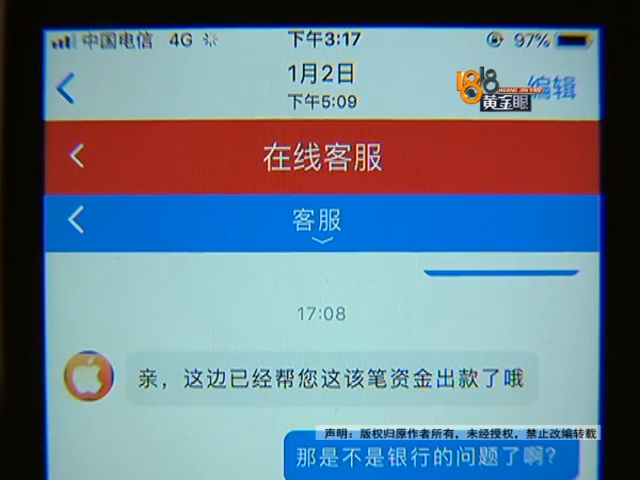 中国电信 4G 下午3:17 97%
1月2日
下午5:09
编辑
1818
HUANG JIN YAN
黄金眼
在线客服
客服
17:08
亲，这边已经帮您这该笔资金出款了哦
声明：版权归原作者所有，未经授权，禁止改编转载
那是不是银行的问题了啊?